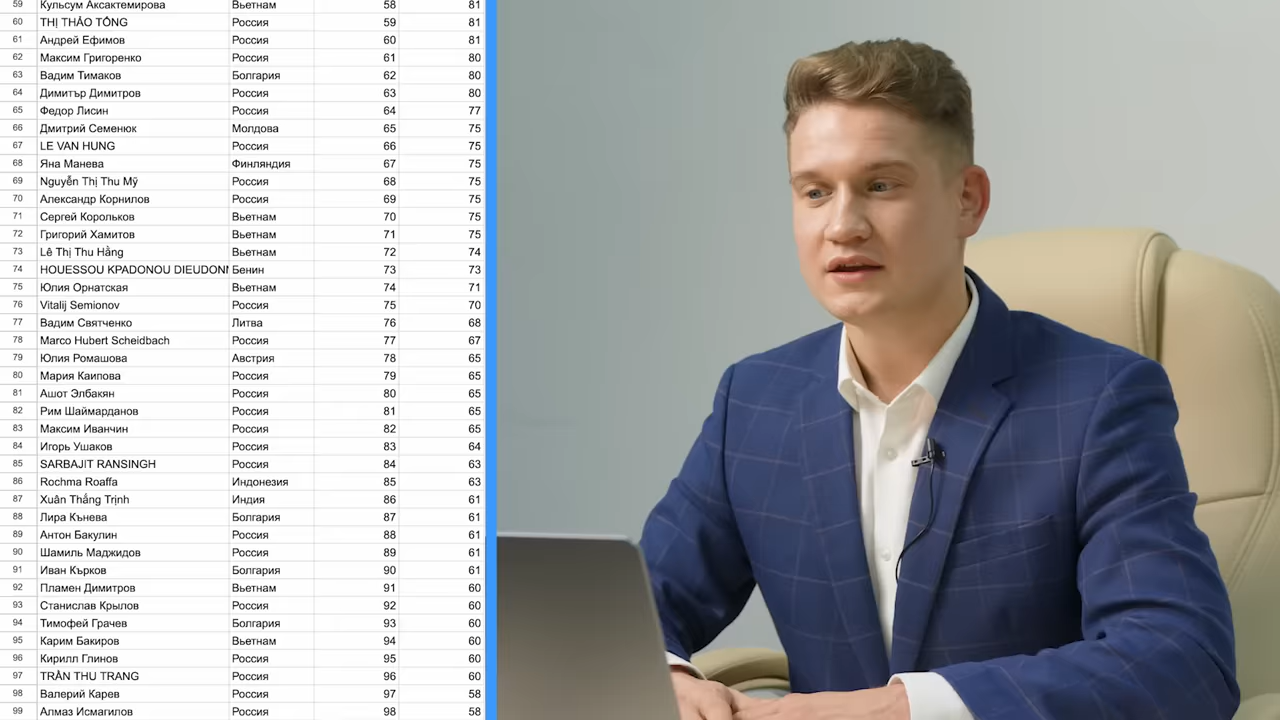 59 Кульсум Аксактемирова Вьетнам 58 81
60 THỊ THẢO TỐNG Россия 59 81
61 Андрей Ефимов Россия 60 81
62 Максим Григоренко Россия 61 80
63 Вадим Тимаков Болгария 62 80
64 Димитър Димитров Россия 63 80
65 Федор Лисин Россия 64 77
66 Дмитрий Семенюк Молдова 65 75
67 LE VAN HUNG Россия 66 75
68 Яна Манева Финляндия 67 75
69 Nguyễn Thị Thu Mỹ Россия 68 75
70 Александр Корнилов Россия 69 75
71 Сергей Корольков Вьетнам 70 75
72 Григорий Хамитов Вьетнам 71 75
73 Lê Thị Thu Hằng Вьетнам 72 74
74 HOUESSOU KPADONOU DIEUDONN Бенин 73 73
75 Юлия Орнатская Вьетнам 74 71
76 Vitalij Semionov Россия 75 70
77 Вадим Святченко Литва 76 68
78 Marco Hubert Scheidbach Россия 77 67
79 Юлия Ромашова Австрия 78 65
80 Мария Каипова Россия 79 65
81 Ашот Элбакян Россия 80 65
82 Рим Шаймарданов Россия 81 65
83 Максим Иванчин Россия 82 65
84 Игорь Ушаков Россия 83 64
85 SARBAJIT RANSINGH Россия 84 63
86 Rochma Roaffa Индонезия 85 63
87 Xuân Thắng Trịnh Индия 86 61
88 Лира Кънева Болгария 87 61
89 Антон Бакулин Россия 88 61
90 Шамиль Маджидов Россия 89 61
91 Иван Кърков Болгария 90 61
92 Пламен Димитров Вьетнам 91 60
93 Станислав Крылов Россия 92 60
94 Тимофей Грачев Болгария 93 60
95 Карим Бакиров Вьетнам 94 60
96 Кирилл Глинов Россия 95 60
97 TRẦN THU TRANG Россия 96 60
98 Валерий Карев Россия 97 58
99 Алмаз Исмагилов Россия 98 58